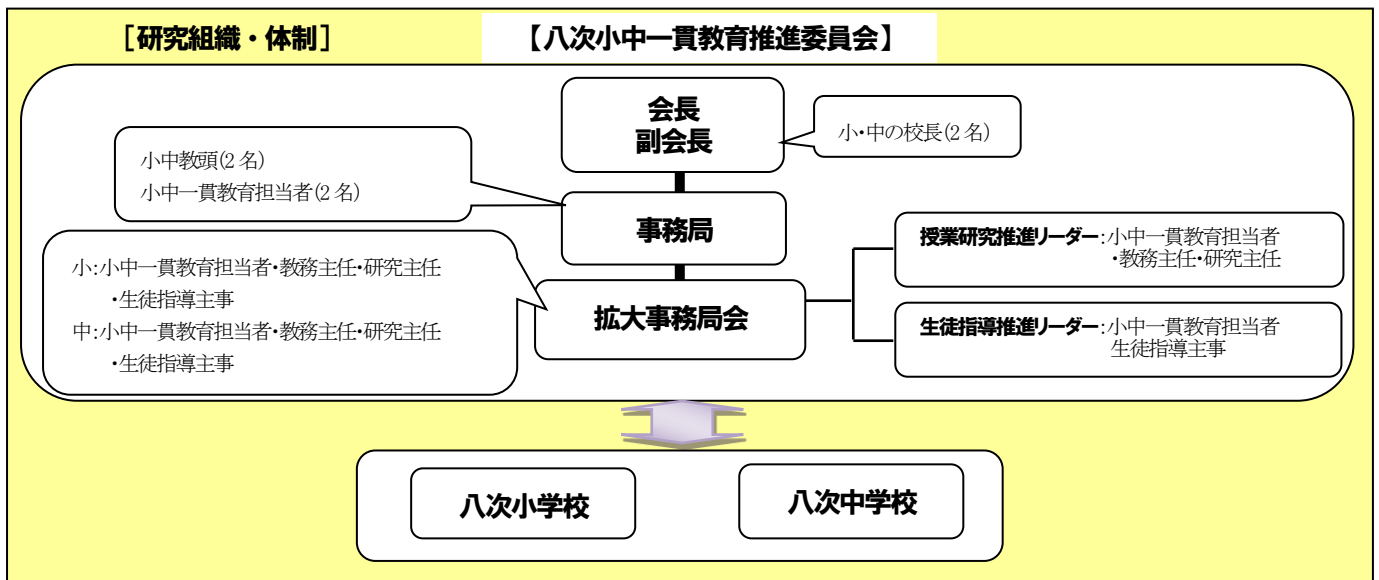 ［研究組織・体制］
【八次小中一貫教育推進委員会】
会長
副会長
小・中の校長(2名)
小中教頭(2名)
小中一貫教育担当者(2名)
事務局
授業研究推進リーダー:小中一貫教育担当者
・教務主任・研究主任
小:小中一貫教育担当者・教務主任・研究主任
・生徒指導主事
中:小中一貫教育担当者・教務主任・研究主任
・生徒指導主事
拡大事務局会
生徒指導推進リーダー:小中一貫教育担当者
生徒指導主事
八次小学校
八次中学校